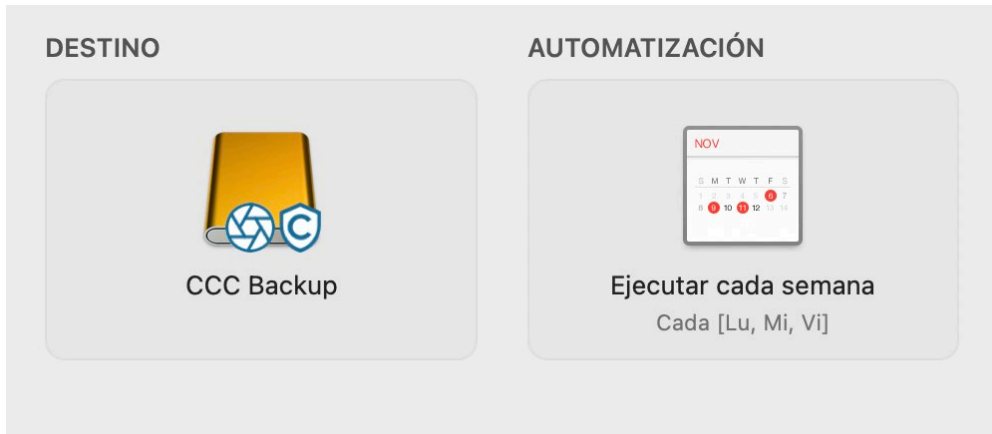 DESTINO
CCC Backup
AUTOMATIZACIÓN
NOV
S M T W T F S
1 2 3 4 5 6 7
8 9 10 11 12 13 14
Ejecutar cada semana
Cada [Lu, Mi, Vi]